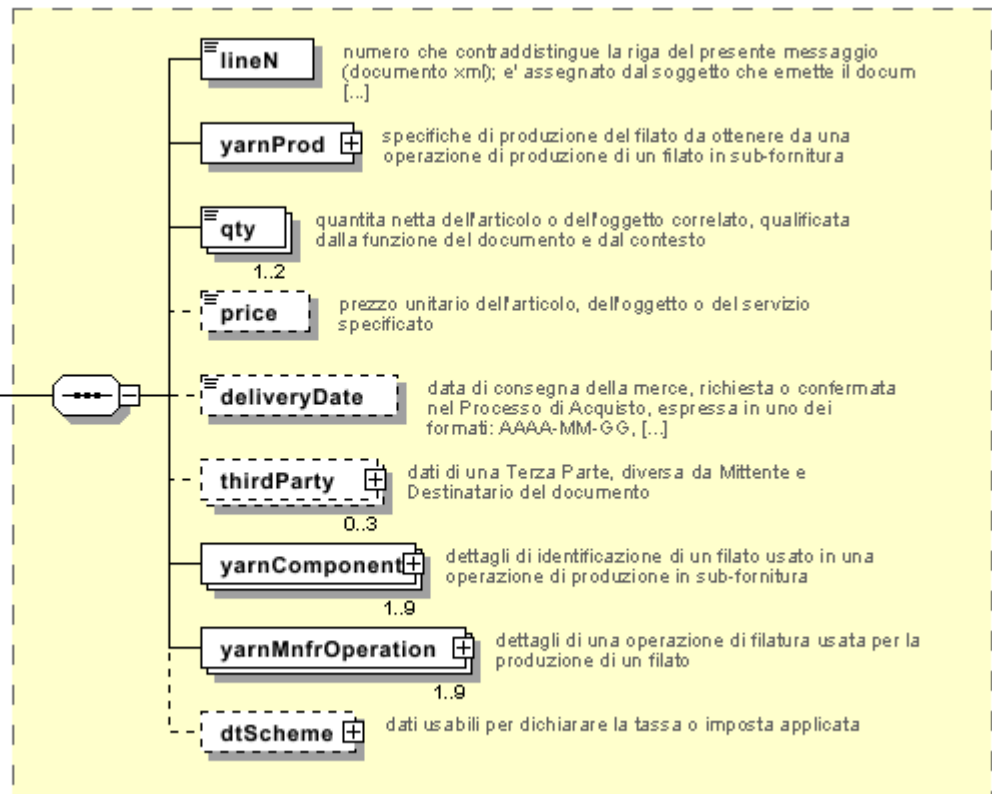 lineN
numero che contraddistingue la riga del presente messaggio
(documento xml); e' assegnato dal soggetto che emette il docum
[...]
yarnProd
specifiche di produzione del filato da ottenere da una
operazione di produzione di un filato in sub-fornitura
qty
quantita netta dell'articolo o dell'oggetto correlato, qualificata
dalla funzione del documento e dal contesto
1..2
price
prezzo unitario dell'articolo, dell'oggetto o del servizio
specificato
deliveryDate
data di consegna della merce, richiesta o confermata
nel Processo di Acquisto, espressa in uno dei
formati: AAAA-MM-GG, [...]
thirdParty
dati di una Terza Parte, diversa da Mittente e
Destinatario del documento
0..3
yarnComponent
dettagli di identificazione di un filato usato in una
operazione di produzione in sub-fornitura
1..9
yarnMnfrOperation
dettagli di una operazione di filatura usata per la
produzione di un filato
1..9
dtScheme
dati usabili per dichiarare la tassa o imposta applicata